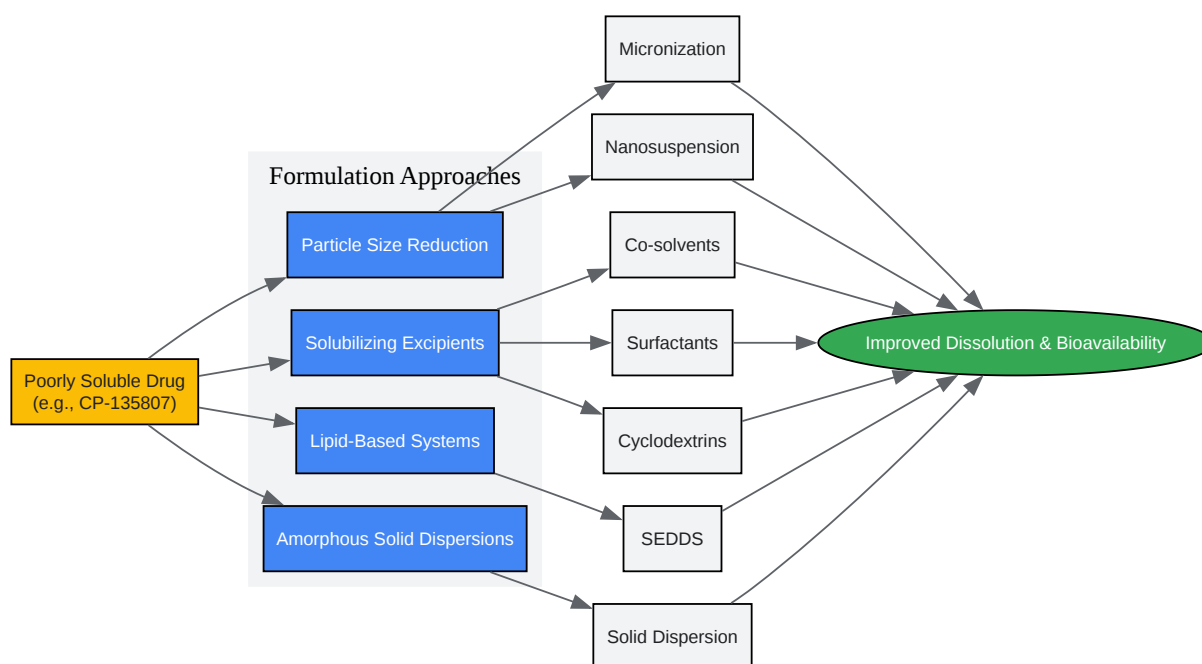 Micronization
Nanosuspension
Formulation Approaches
Particle Size Reduction
Co-solvents
Solubilizing Excipients
Surfactants
Improved Dissolution & Bioavailability
Poorly Soluble Drug
(e.g., CP-135807)
Lipid-Based Systems
Cyclodextrins
Amorphous Solid Dispersions
SEDDS
Solid Dispersion